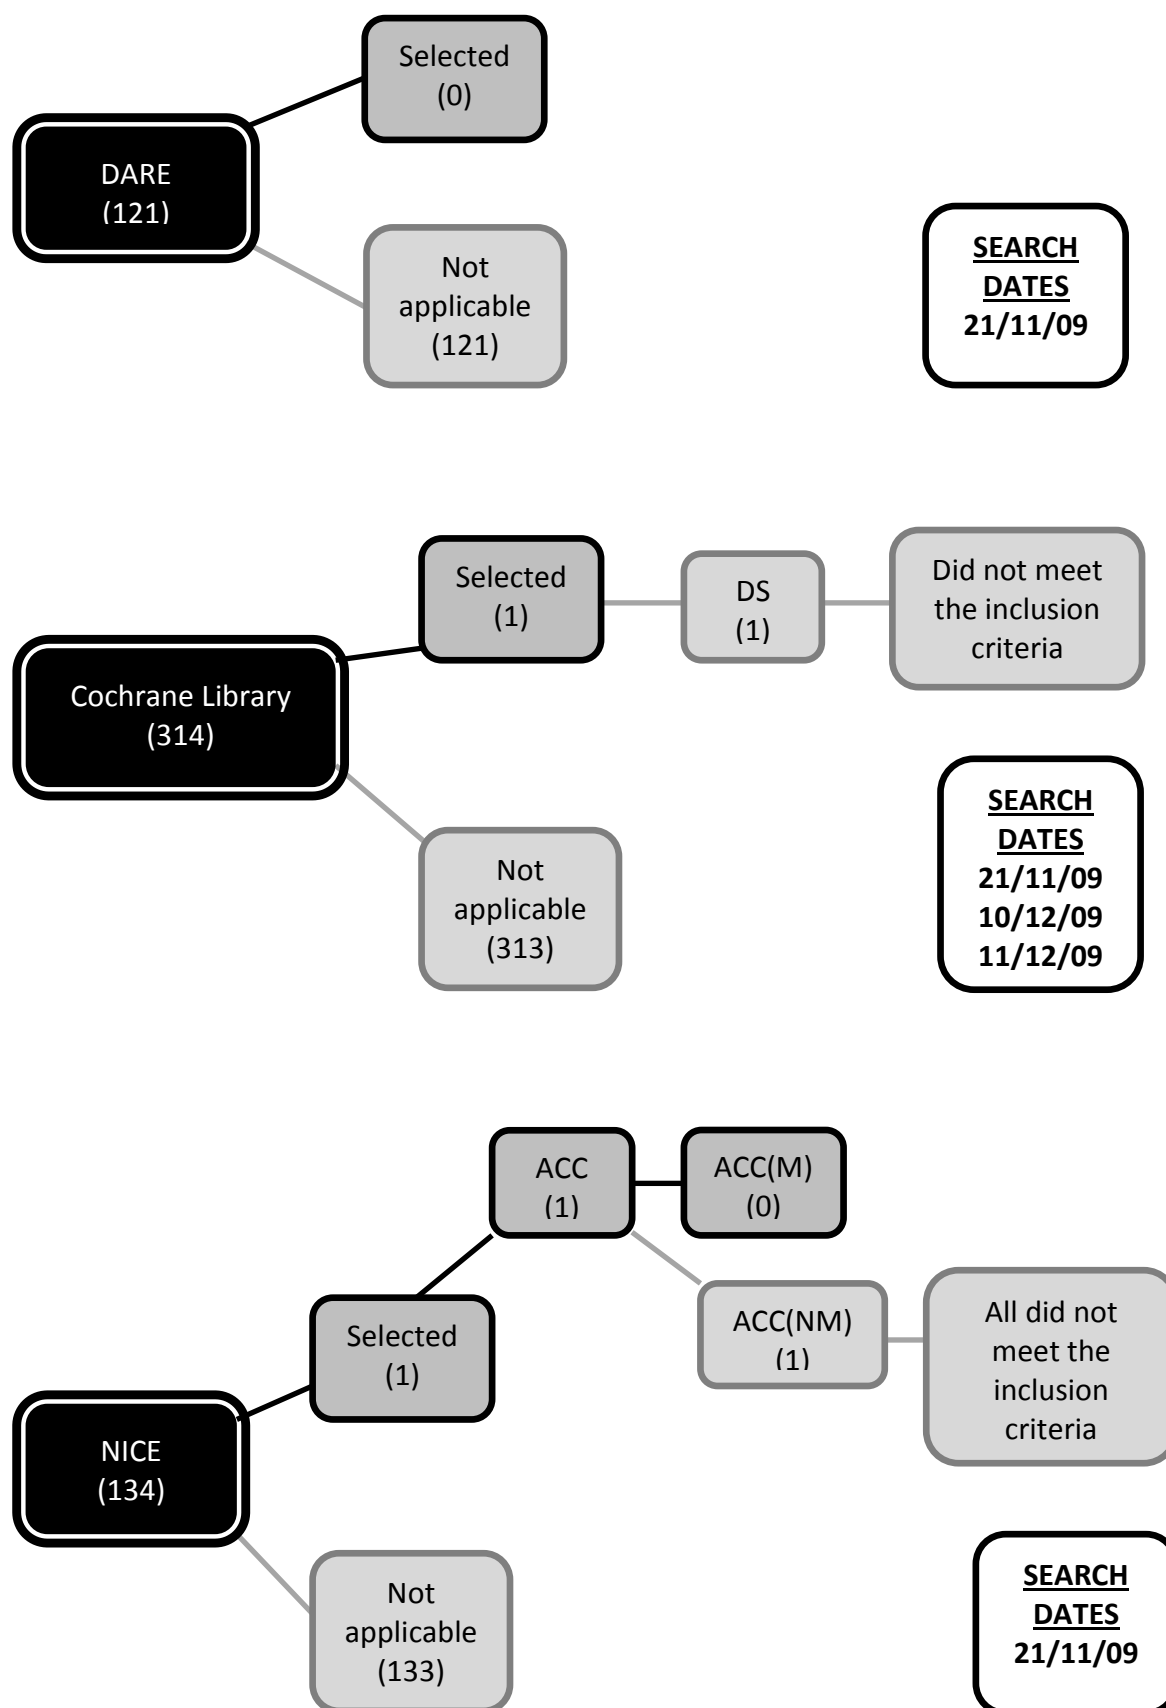 Selected
(0)
DARE
(121)
Not
applicable
(121)
SEARCH
DATES
21/11/09
Selected
(1)
DS
(1)
Did not meet
the inclusion
criteria
Cochrane Library
(314)
Not
applicable
(313)
SEARCH
DATES
21/11/09
10/12/09
11/12/09
ACC
(1)
ACC(M)
(0)
Selected
(1)
ACC(NM)
(1)
All did not
meet the
inclusion
criteria
NICE
(134)
Not
applicable
(133)
SEARCH
DATES
21/11/09